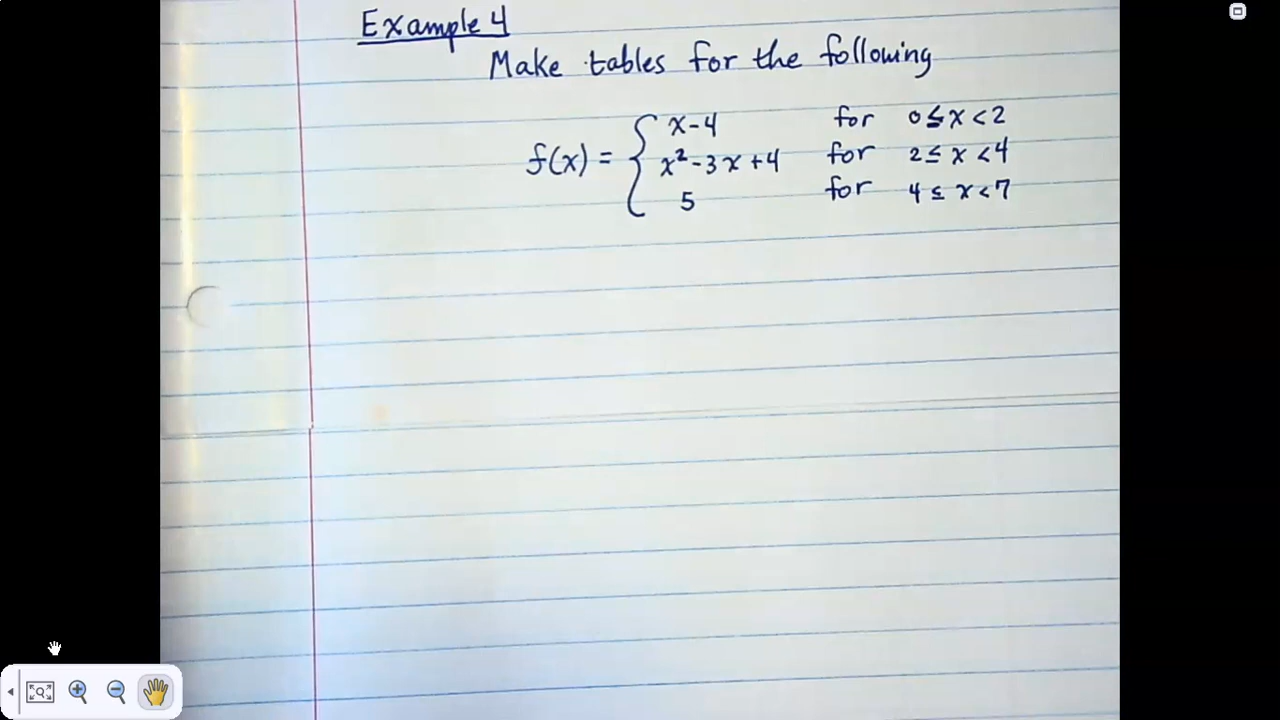 Example 4
Make tables for the following
f(x) = { x-4 for 0 ≤ x < 2
x² - 3x + 4 for 2 ≤ x < 4
5 for 4 ≤ x < 7